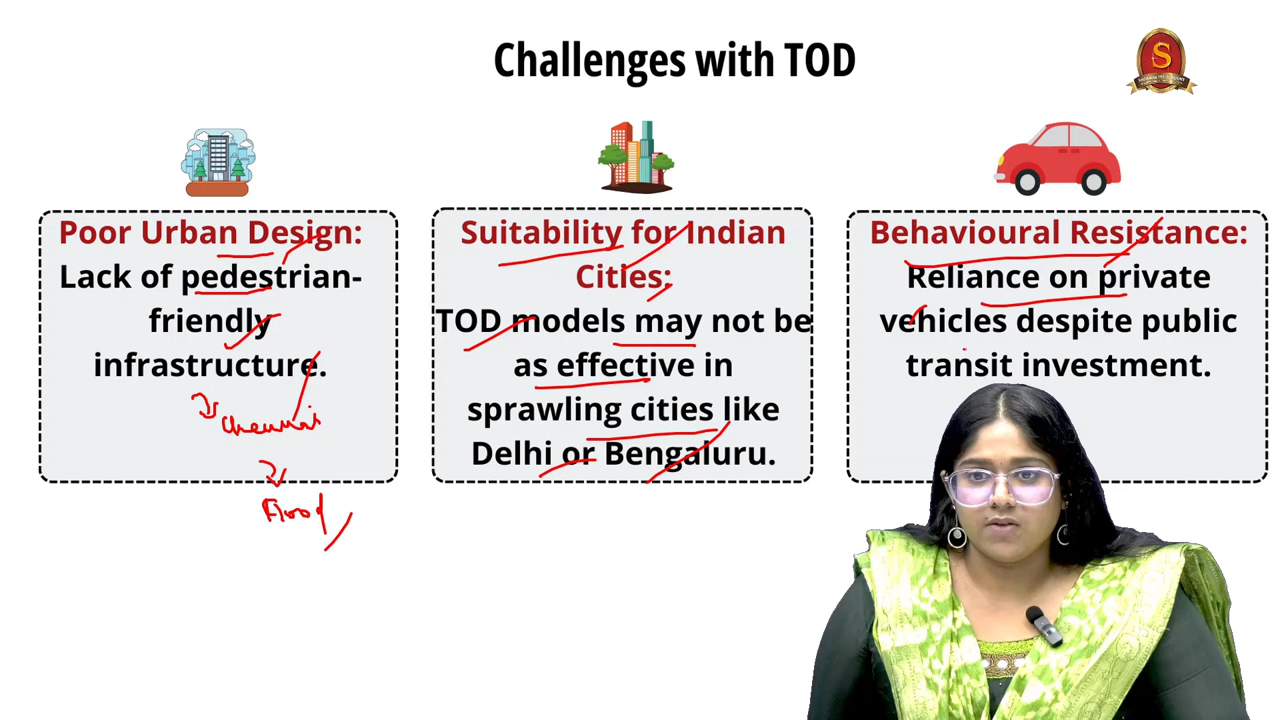 Challenges with TOD
S
Poor Urban Design:
Lack of pedestrian-
friendly
infrastructure.
Chennai
Flood
Suitability for Indian
Cities:
TOD models may not be
as effective in
sprawling cities like
Delhi or Bengaluru.
Behavioural Resistance:
Reliance on private
vehicles despite public
transit investment.